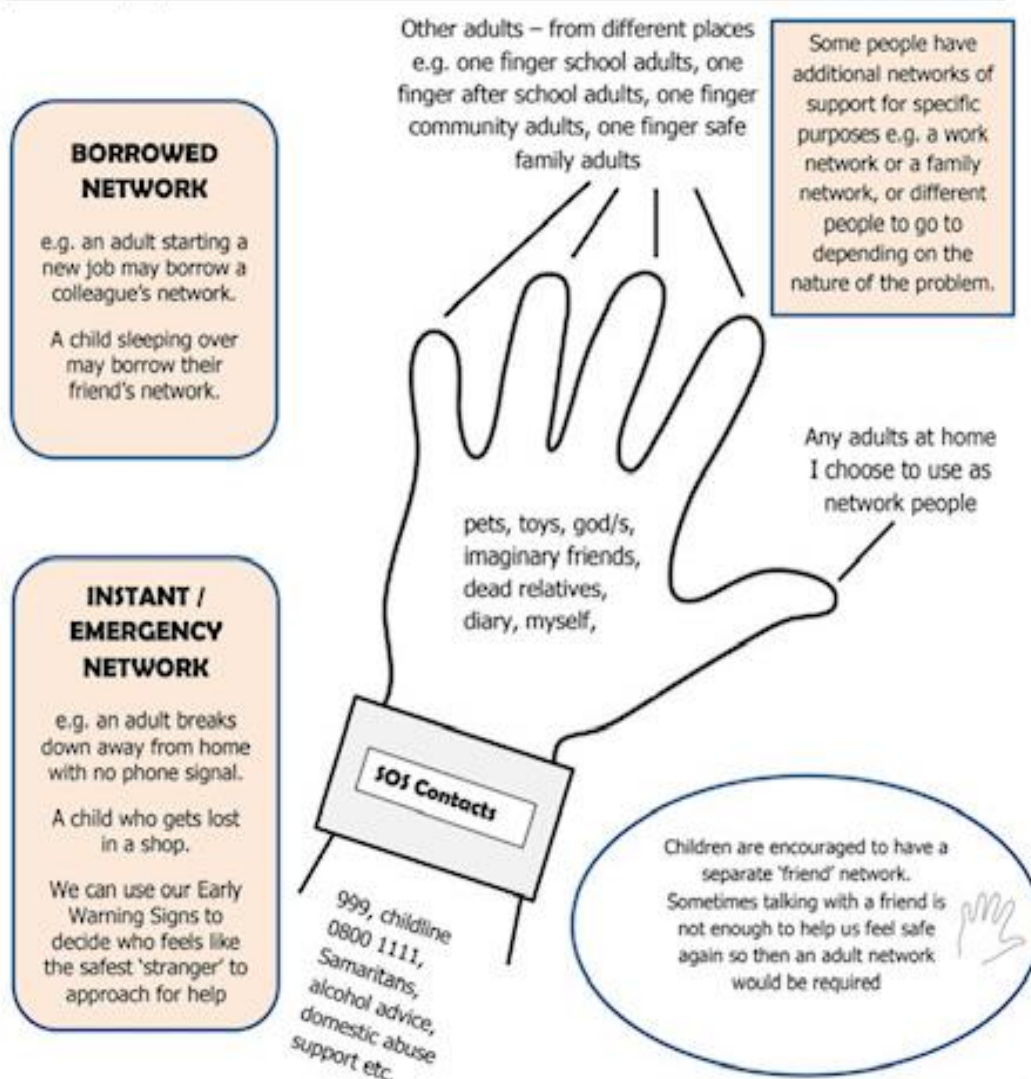 Other adults – from different places
e.g. one finger school adults, one
finger after school adults, one finger
community adults, one finger safe
family adults
Some people have
additional networks of
support for specific
purposes e.g. a work
network or a family
network, or different
people to go to
depending on the
nature of the problem.
BORROWED
NETWORK
e.g. an adult starting a
new job may borrow a
colleague's network.
A child sleeping over
may borrow their
friend's network.
Any adults at home
I choose to use as
network people
pets, toys, god/s,
imaginary friends,
dead relatives,
diary, myself,
INSTANT /
EMERGENCY
NETWORK
e.g. an adult breaks
down away from home
with no phone signal.
A child who gets lost
in a shop.
We can use our Early
Warning Signs to
decide who feels like
the safest 'stranger' to
approach for help
SOS Contacts
999, childline
0800 1111,
Samaritans,
alcohol advice,
domestic abuse
support etc
Children are encouraged to have a
separate 'friend' network.
Sometimes talking with a friend is
not enough to help us feel safe
again so then an adult network
would be required